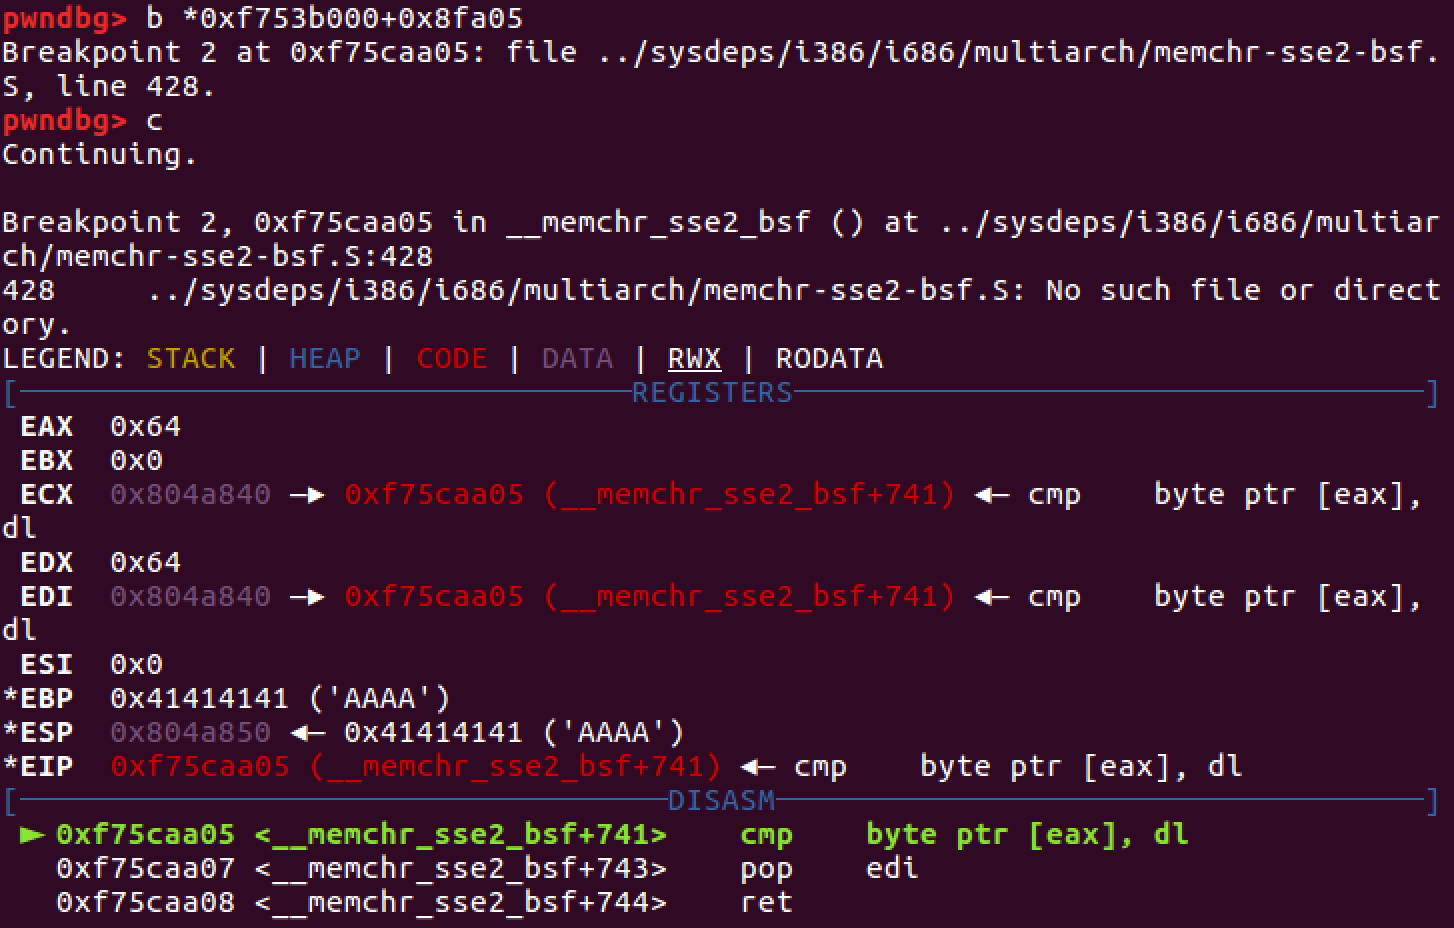 pwndbg> b *0xf753b000+0x8fa05
Breakpoint 2 at 0xf75caa05: file ../sysdeps/i386/i686/multiarch/memchr-sse2-bsf.
S, line 428.
pwndbg> c
Continuing.
Breakpoint 2, 0xf75caa05 in __memchr_sse2_bsf () at ../sysdeps/i386/i686/multiar
ch/memchr-sse2-bsf.S:428
428     ../sysdeps/i386/i686/multiarch/memchr-sse2-bsf.S: No such file or direct
ory.
LEGEND: STACK | HEAP | CODE | DATA | RWX | RODATA
[──────────────────────────────────REGISTERS──────────────────────────────────]
 EAX  0x64
 EBX  0x0
 ECX  0x804a840 —▸ 0xf75caa05 (__memchr_sse2_bsf+741) ◂— cmp    byte ptr [eax],
dl
 EDX  0x64
 EDI  0x804a840 —▸ 0xf75caa05 (__memchr_sse2_bsf+741) ◂— cmp    byte ptr [eax],
dl
 ESI  0x0
*EBP  0x41414141 ('AAAA')
*ESP  0x804a850 ◂— 0x41414141 ('AAAA')
*EIP  0xf75caa05 (__memchr_sse2_bsf+741) ◂— cmp    byte ptr [eax], dl
[────────────────────────────────────DISASM────────────────────────────────────]
 ► 0xf75caa05 <__memchr_sse2_bsf+741>    cmp    byte ptr [eax], dl
   0xf75caa07 <__memchr_sse2_bsf+743>    pop    edi
   0xf75caa08 <__memchr_sse2_bsf+744>    ret